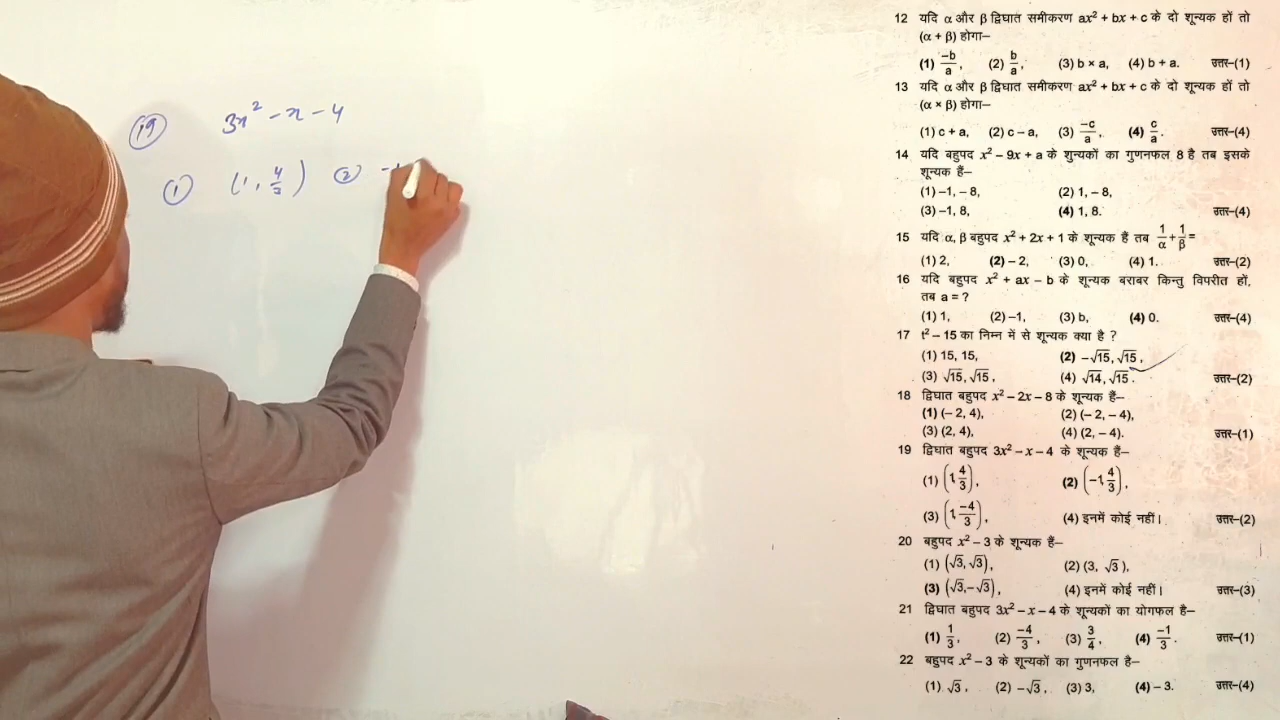 19 3x² - x - 4
① (1, 4/3) ② -1
12 यदि α और β द्विघात समीकरण ax² + bx + c के दो शून्यक हों तो
(α + β) होगा–
(1) -b/a, (2) b/a, (3) b × a, (4) b + a. उत्तर–(1)
13 यदि α और β द्विघात समीकरण ax² + bx + c के दो शून्यक हों तो
(α × β) होगा–
(1) c + a, (2) c – a, (3) -c/a, (4) c/a. उत्तर–(4)
14 यदि बहुपद x² – 9x + a के शुन्यकों का गुणनफल 8 है तब इसके
शून्यक हैं–
(1) –1, – 8, (2) 1, – 8,
(3) –1, 8, (4) 1, 8. उत्तर–(4)
15 यदि α, β बहुपद x² + 2x + 1 के शून्यक हैं तब 1/α + 1/β =
(1) 2, (2) – 2, (3) 0, (4) 1. उत्तर–(2)
16 यदि बहुपद x² + ax – b के शून्यक बराबर किन्तु विपरीत हों,
तब a = ?
(1) 1, (2) –1, (3) b, (4) 0. उत्तर–(4)
17 t² – 15 का निम्न में से शून्यक क्या है ?
(1) 15, 15, (2) –√15, √15,
(3) √15, √15, (4) √14, √15. उत्तर–(2)
18 द्विघात बहुपद x² – 2x – 8 के शून्यक हैं–
(1) (– 2, 4), (2) (– 2, – 4),
(3) (2, 4), (4) (2, – 4). उत्तर–(1)
19 द्विघात बहुपद 3x² – x – 4 के शून्यक हैं–
(1) (1, 4/3), (2) (–1, 4/3),
(3) (1, -4/3), (4) इनमें कोई नहीं। उत्तर–(2)
20 बहुपद x² – 3 के शून्यक हैं–
(1) (√3, √3), (2) (3, √3),
(3) (√3, – √3), (4) इनमें कोई नहीं। उत्तर–(3)
21 द्विघात बहुपद 3x² – x – 4 के शून्यकों का योगफल है–
(1) 1/3, (2) -4/3, (3) 3/4, (4) -1/3. उत्तर–(1)
22 बहुपद x² – 3 के शून्यकों का गुणनफल है–
(1) √3, (2) –√3, (3) 3, (4) – 3. उत्तर–(4)